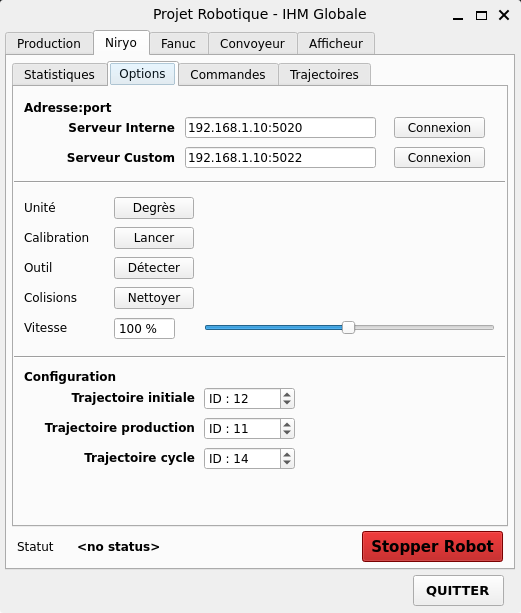 Projet Robotique - IHM Globale
Production Niryo Fanuc Convoyeur Afficheur
Statistiques Options Commandes Trajectoires
Adresse:port
Serveur Interne 192.168.1.10:5020 Connexion
Serveur Custom 192.168.1.10:5022 Connexion
Unité Degrès
Calibration Lancer
Outil Détecter
Colisions Nettoyer
Vitesse 100 %
Configuration
Trajectoire initiale ID : 12
Trajectoire production ID : 11
Trajectoire cycle ID : 14
Statut <no status> Stopper Robot
QUITTER